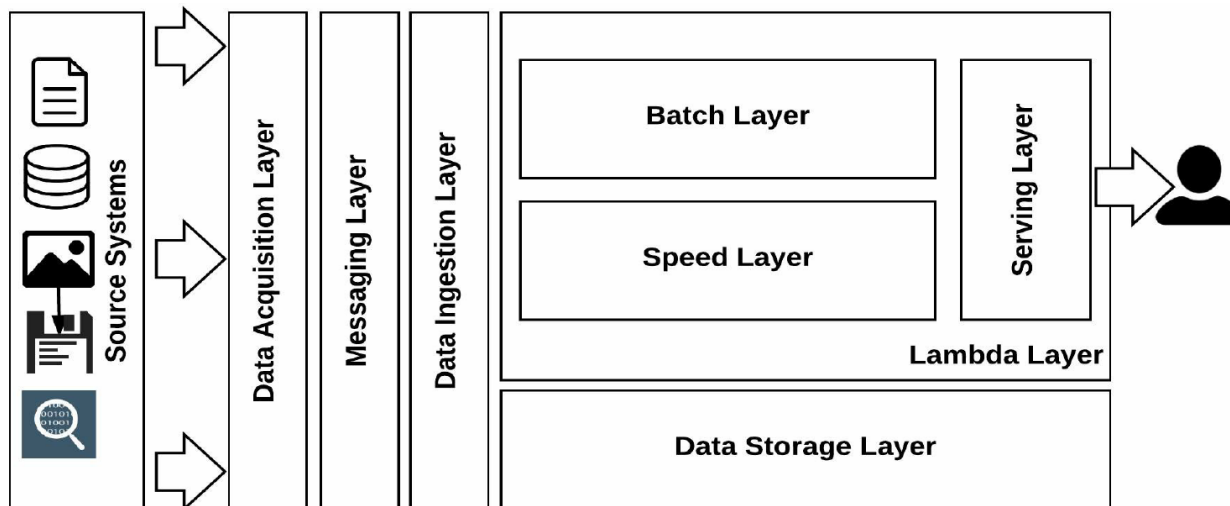 Source Systems
Data Acquisition Layer
Messaging Layer
Data Ingestion Layer
Batch Layer
Speed Layer
Serving Layer
Lambda Layer
Data Storage Layer